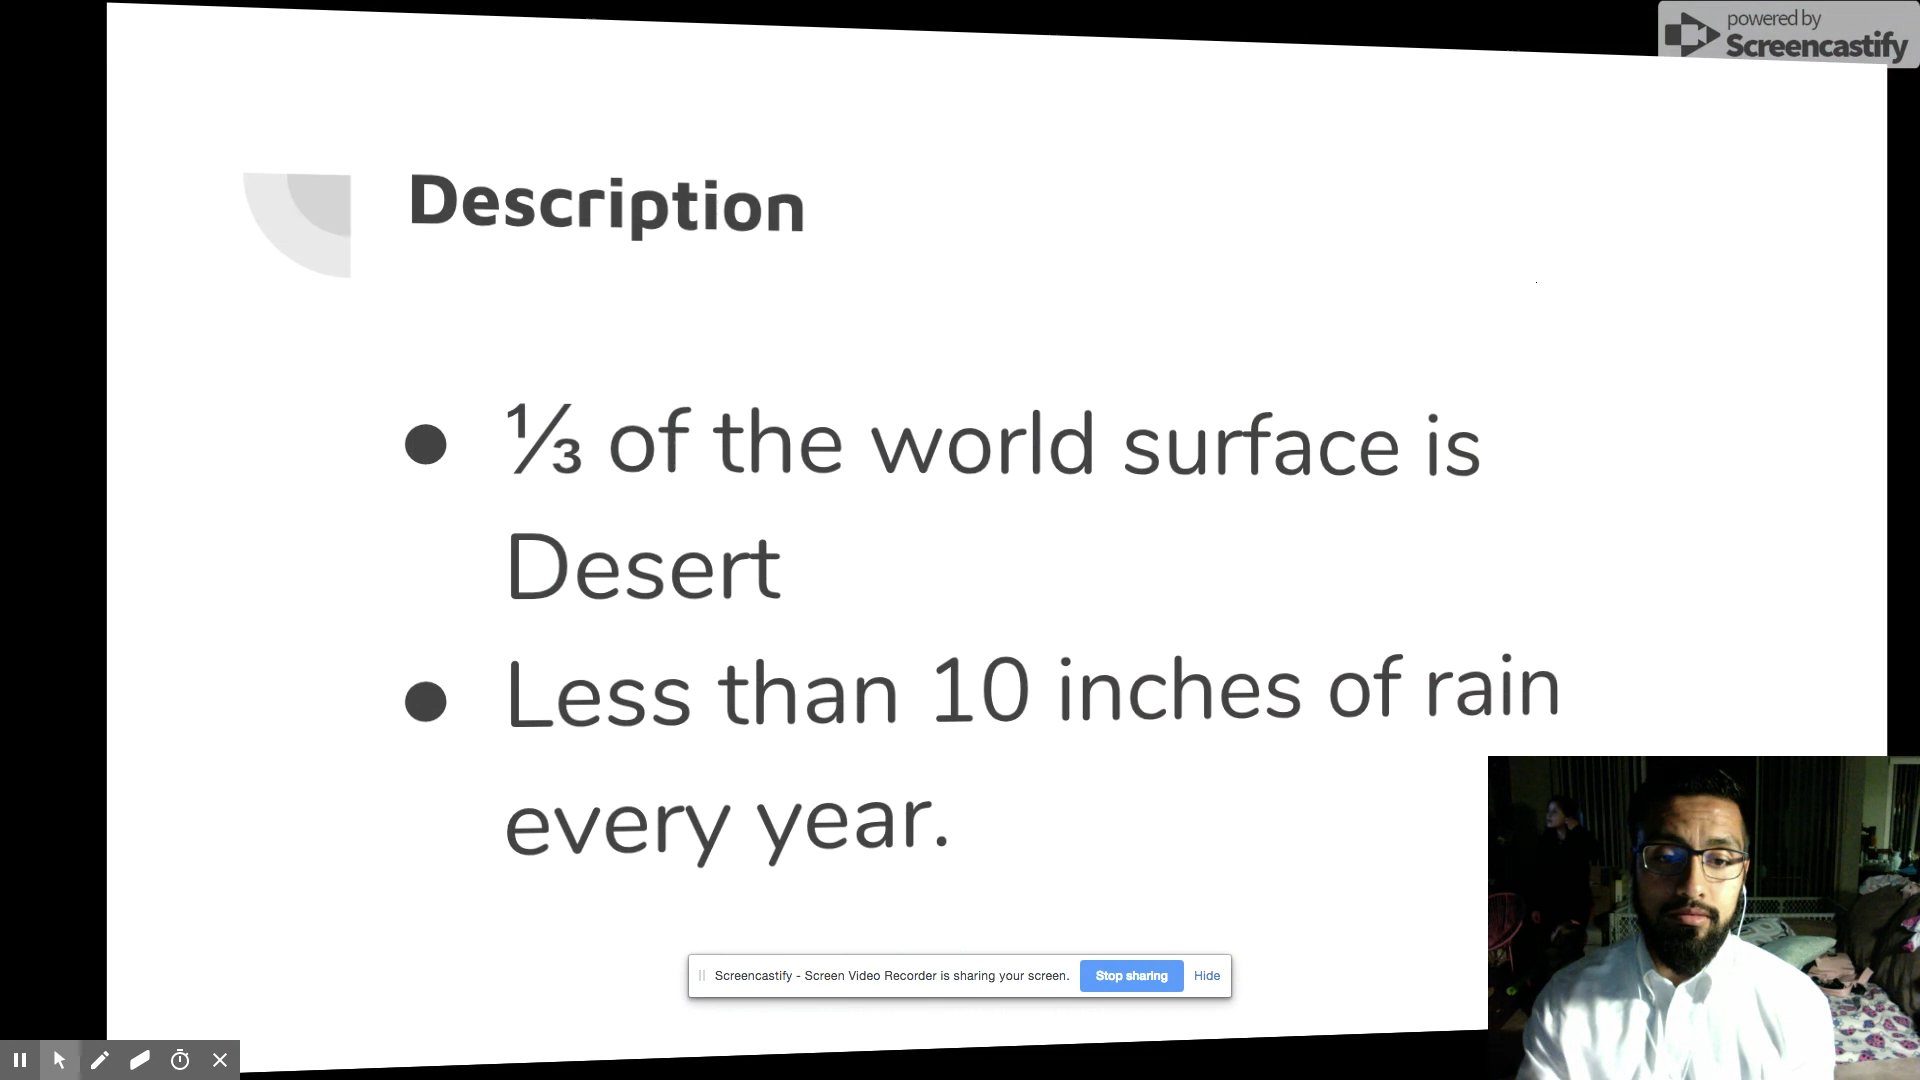 powered by
Screencastify
Description
● ⅓ of the world surface is
Desert
● Less than 10 inches of rain
every year.
Screencastify - Screen Video Recorder is sharing your screen. Stop sharing Hide